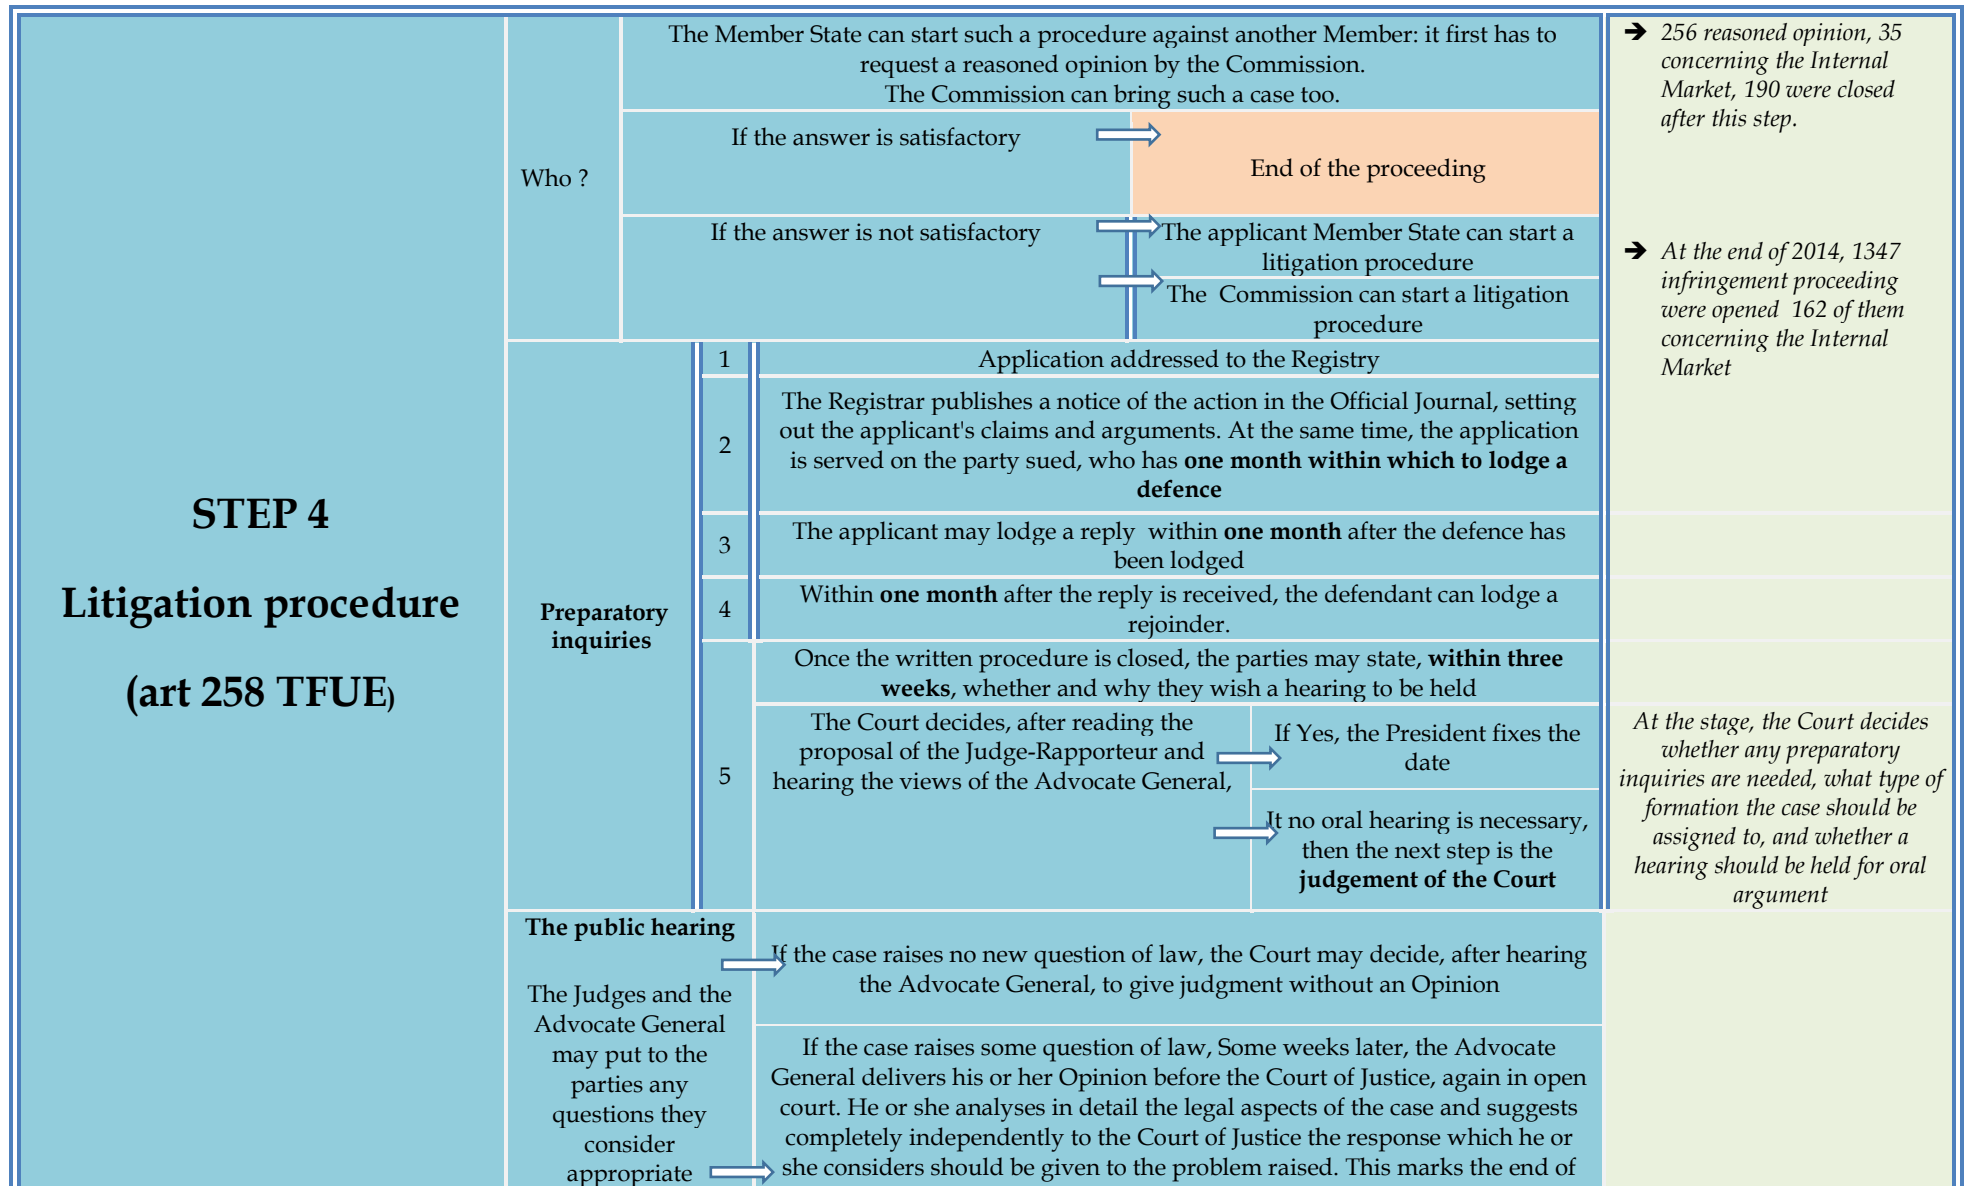 STEP 4
Litigation procedure
(art 258 TFUE)
Who ?
The Member State can start such a procedure against another Member: it first has to
request a reasoned opinion by the Commission.
The Commission can bring such a case too.
If the answer is satisfactory
End of the proceeding
If the answer is not satisfactory
The applicant Member State can start a
litigation procedure
The Commission can start a litigation
procedure
➔ 256 reasoned opinion, 35
concerning the Internal
Market, 190 were closed
after this step.
➔ At the end of 2014, 1347
infringement proceeding
were opened 162 of them
concerning the Internal
Market
Preparatory
inquiries
1
Application addressed to the Registry
2
The Registrar publishes a notice of the action in the Official Journal, setting
out the applicant's claims and arguments. At the same time, the application
is served on the party sued, who has one month within which to lodge a
defence
3
The applicant may lodge a reply within one month after the defence has
been lodged
4
Within one month after the reply is received, the defendant can lodge a
rejoinder.
5
Once the written procedure is closed, the parties may state, within three
weeks, whether and why they wish a hearing to be held
The Court decides, after reading the
proposal of the Judge-Rapporteur and
hearing the views of the Advocate General,
If Yes, the President fixes the
date
It no oral hearing is necessary,
then the next step is the
judgement of the Court
At the stage, the Court decides
whether any preparatory
inquiries are needed, what type of
formation the case should be
assigned to, and whether a
hearing should be held for oral
argument
The public hearing
The Judges and the
Advocate General
may put to the
parties any
questions they
consider
appropriate
If the case raises no new question of law, the Court may decide, after hearing
the Advocate General, to give judgment without an Opinion
If the case raises some question of law, Some weeks later, the Advocate
General delivers his or her Opinion before the Court of Justice, again in open
court. He or she analyses in detail the legal aspects of the case and suggests
completely independently to the Court of Justice the response which he or
she considers should be given to the problem raised. This marks the end of